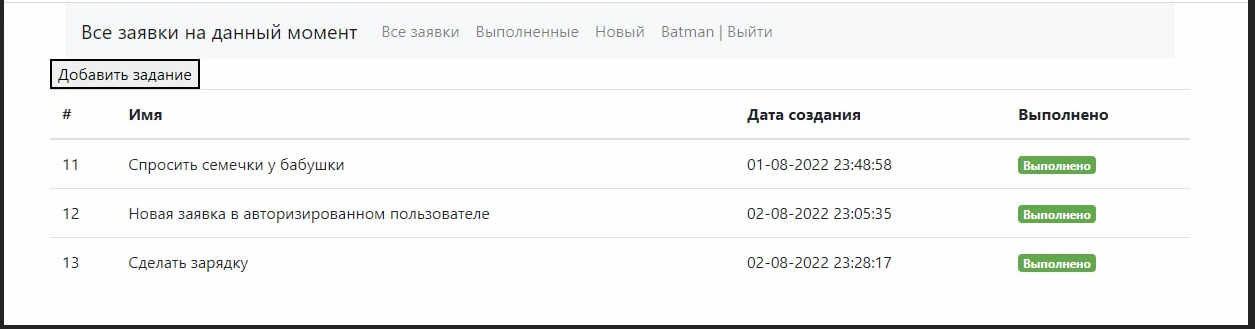 Все заявки на данный момент Все заявки Выполненные Новый Batman | Выйти
Добавить задание
# Имя Дата создания Выполнено
11 Спросить семечки у бабушки 01-08-2022 23:48:58 Выполнено
12 Новая заявка в авторизированном пользователе 02-08-2022 23:05:35 Выполнено
13 Сделать зарядку 02-08-2022 23:28:17 Выполнено